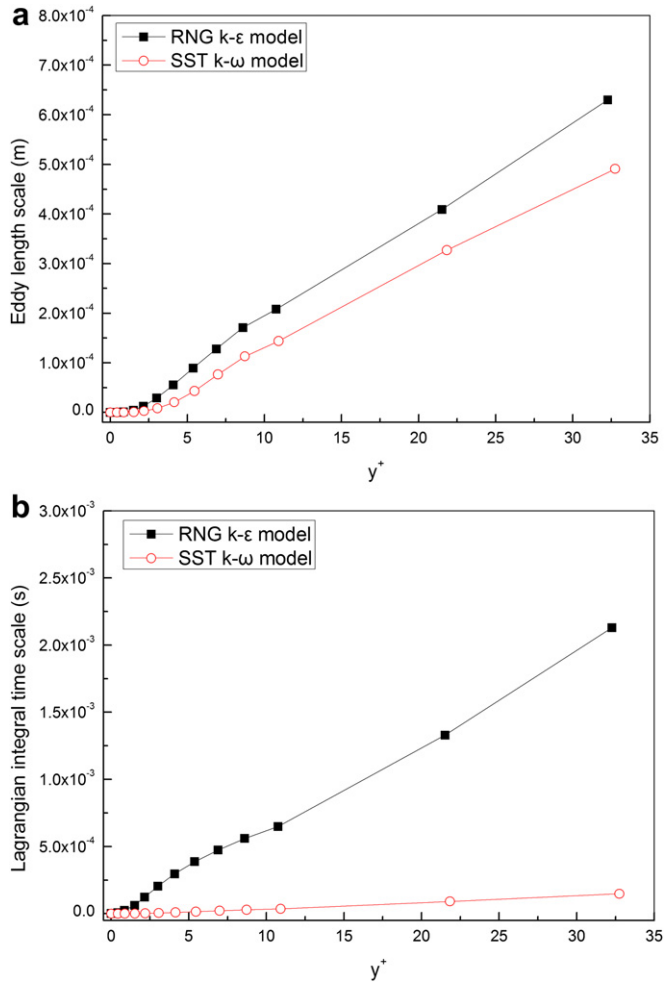 a
RNG k-ε model
SST k-ω model
8.0x10⁻⁴
7.0x10⁻⁴
6.0x10⁻⁴
5.0x10⁻⁴
4.0x10⁻⁴
3.0x10⁻⁴
2.0x10⁻⁴
1.0x10⁻⁴
0.0
Eddy length scale (m)
0 5 10 15 20 25 30 35
y⁺
b
RNG k-ε model
SST k-ω model
3.0x10⁻³
2.5x10⁻³
2.0x10⁻³
1.5x10⁻³
1.0x10⁻³
5.0x10⁻⁴
0.0
Lagrangian integral time scale (s)
0 5 10 15 20 25 30 35
y⁺